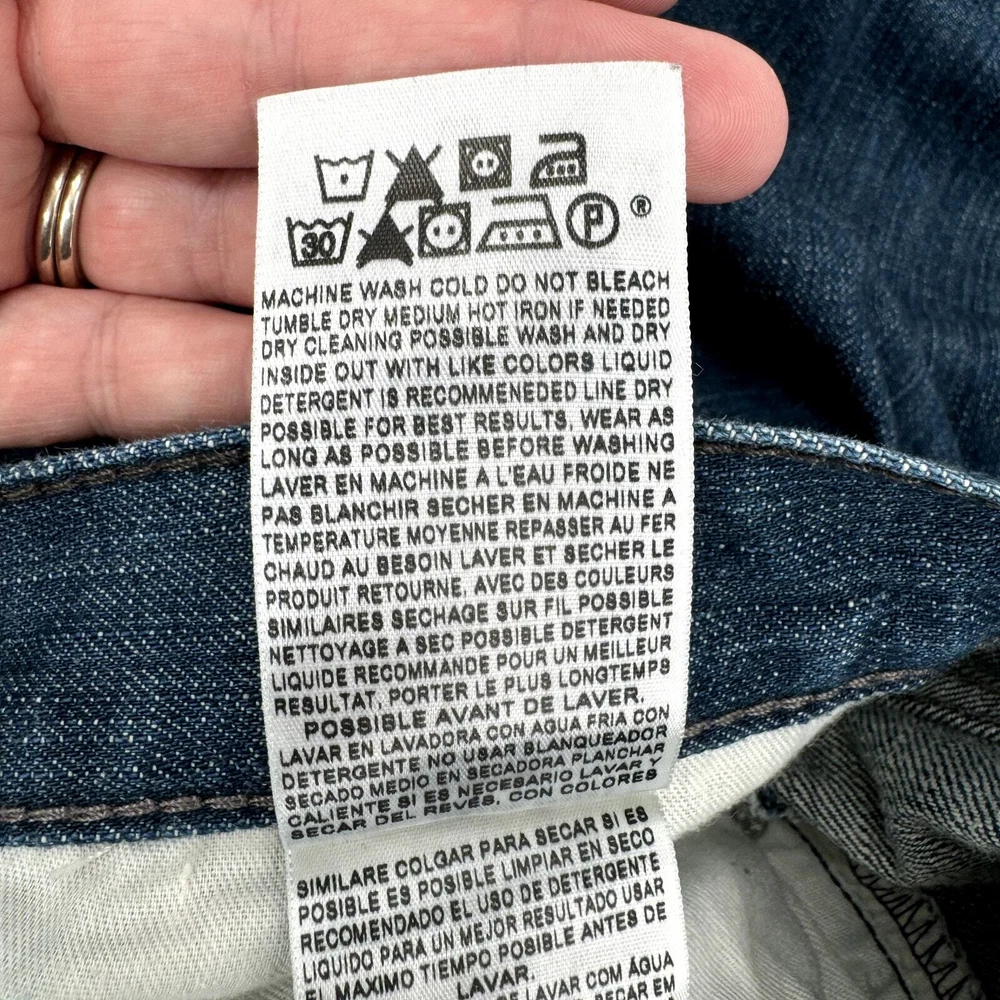 30 P ®
MACHINE WASH COLD DO NOT BLEACH
TUMBLE DRY MEDIUM HOT IRON IF NEEDED
DRY CLEANING POSSIBLE WASH AND DRY
INSIDE OUT WITH LIKE COLORS LIQUID
DETERGENT IS RECOMMENEDED LINE DRY
POSSIBLE FOR BEST RESULTS, WEAR AS
LONG AS POSSIBLE BEFORE WASHING
LAVER EN MACHINE A L'EAU FROIDE NE
PAS BLANCHIR SECHER EN MACHINE A
TEMPERATURE MOYENNE REPASSER AU FER
CHAUD AU BESOIN LAVER ET SECHER LE
PRODUIT RETOURNE, AVEC DES COULEURS
SIMILAIRES SECHAGE SUR FIL POSSIBLE
NETTOYAGE A SEC POSSIBLE DETERGENT
LIQUIDE RECOMMANDE POUR UN MEILLEUR
RESULTAT, PORTER LE PLUS LONGTEMPS
POSSIBLE AVANT DE LAVER.
LAVAR EN LAVADORA CON AGUA FRIA CON
DETERGENTE NO USAR BLANQUEADOR
SECADO MEDIO EN SECADORA PLANCHAR
CALIENTE SI ES NECESARIO LAVAR Y
SECAR DEL REVES, CON COLORES
SIMILARE COLGAR PARA SECAR SI ES
POSIBLE ES POSIBLE LIMPIAR EN SECO
RECOMENDADO EL USO DE DETERGENTE
LIQUIDO PARA UN MEJOR RESULTADO USAR
EL MAXIMO TIEMPO POSIBLE ANTES DE
LAVAR.
LAVAR COM ÁGUA
SECAR EM